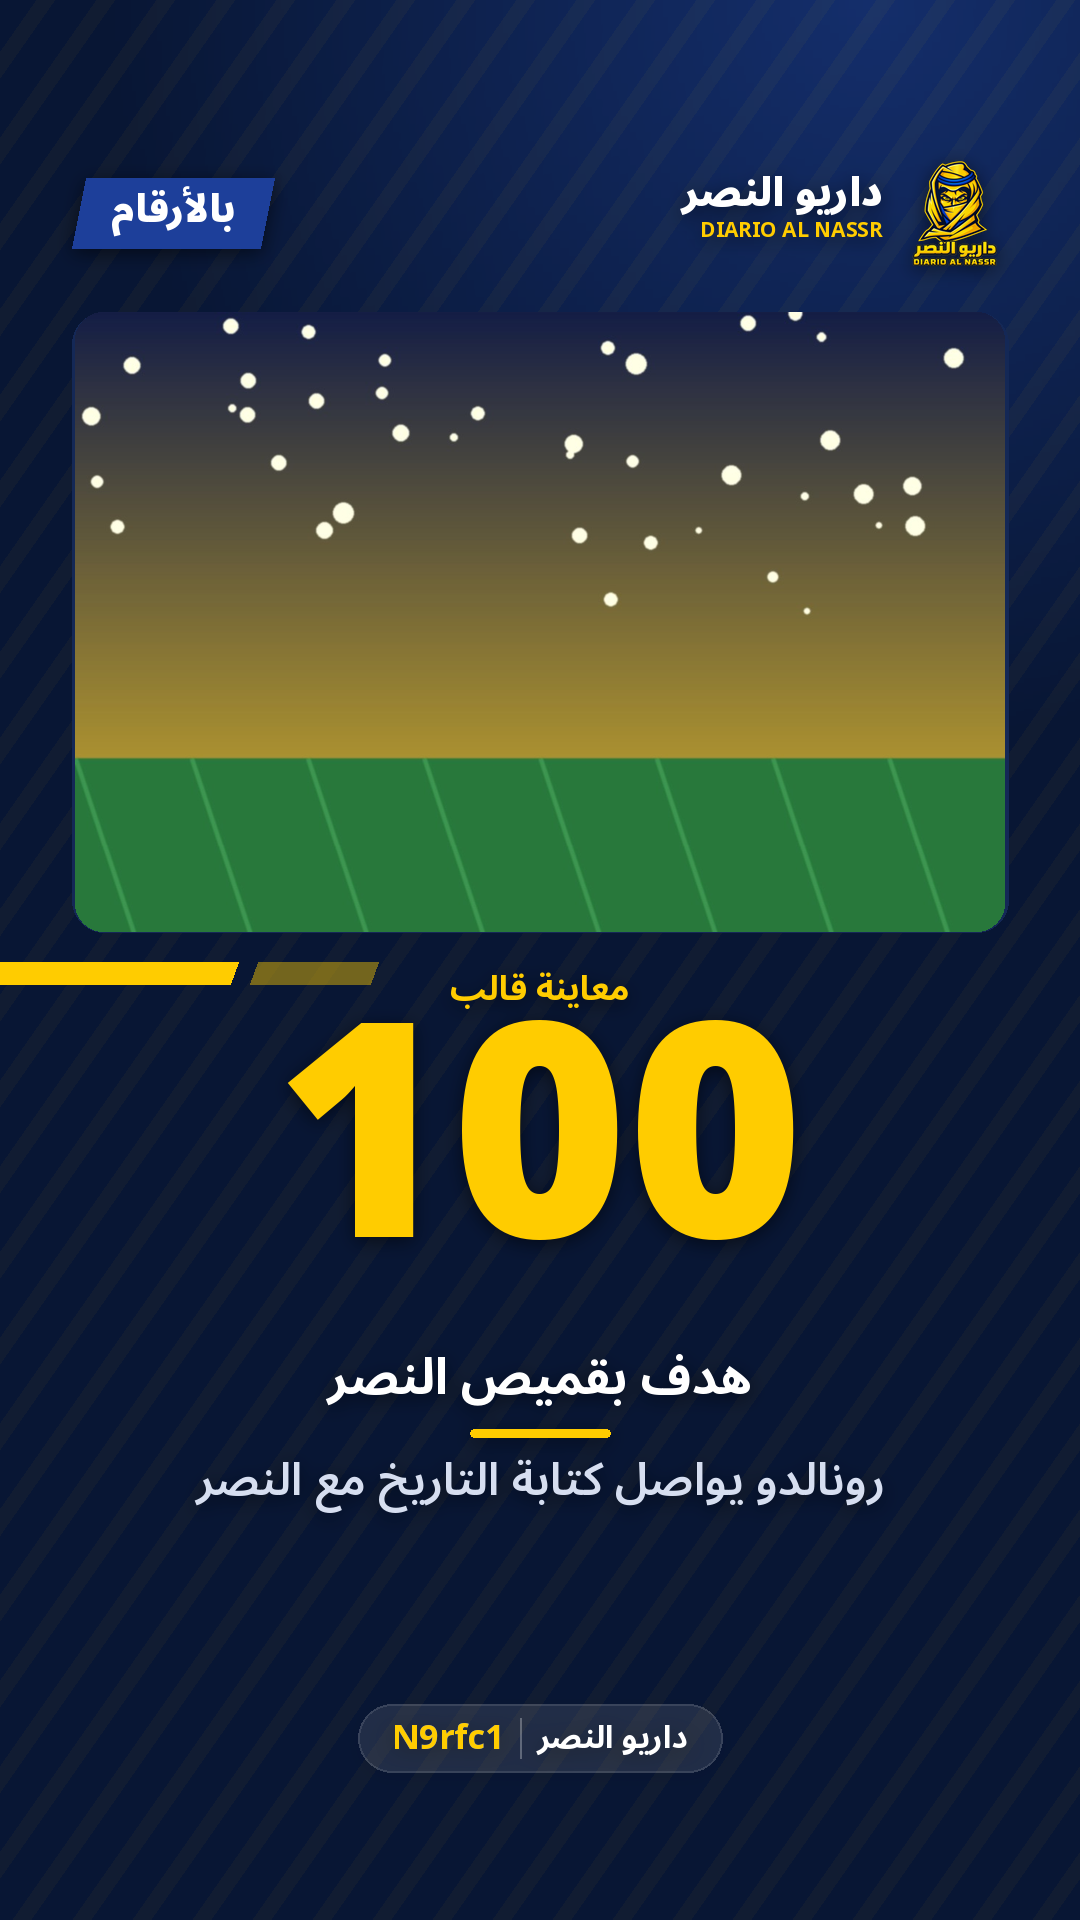 داريو النصر
DIARIO AL NASSR
داريو النصر
DIARIO AL NASSR
بالأرقام
معاينة قالب
100
هدف بقميص النصر
رونالدو يواصل كتابة التاريخ مع النصر
داريو النصر | N9rfc1